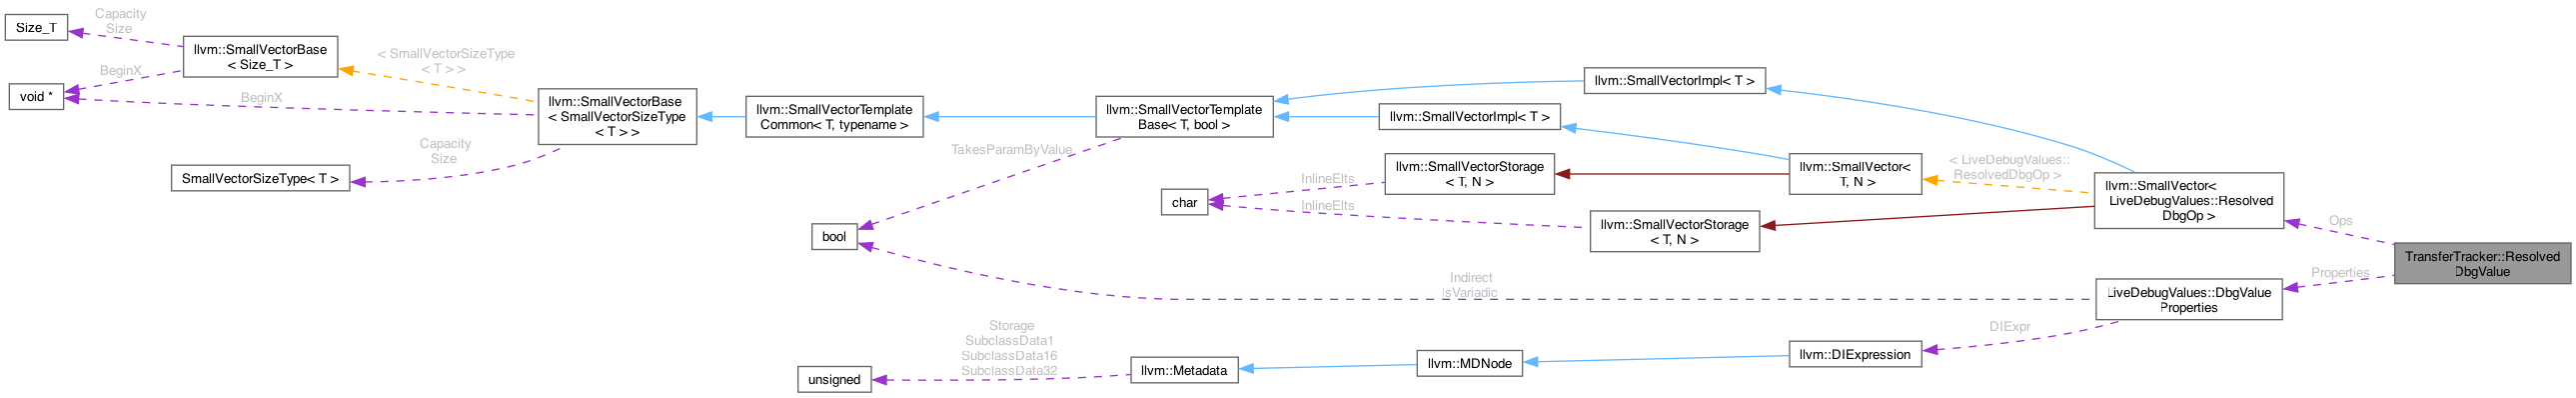 Size_T
Capacity
Size
llvm::SmallVectorBase
< Size_T >
< SmallVectorSizeType
< T > >
BeginX
void *
BeginX
llvm::SmallVectorBase
< SmallVectorSizeType
< T > >
Capacity
Size
SmallVectorSizeType< T >
llvm::SmallVectorTemplate
Common< T, typename >
llvm::SmallVectorTemplate
Base< T, bool >
TakesParamByValue
llvm::SmallVectorImpl< T >
llvm::SmallVectorImpl< T >
llvm::SmallVectorStorage
< T, N >
InlineElts
char
InlineElts
llvm::SmallVectorStorage
< T, N >
llvm::SmallVector<
T, N >
< LiveDebugValues::
ResolvedDbgOp >
llvm::SmallVector<
LiveDebugValues::Resolved
DbgOp >
Ops
TransferTracker::Resolved
DbgValue
Properties
bool
Indirect
IsVariadic
LiveDebugValues::DbgValue
Properties
DIExpr
llvm::DIExpression
llvm::MDNode
llvm::Metadata
Storage
SubclassData1
SubclassData16
SubclassData32
unsigned